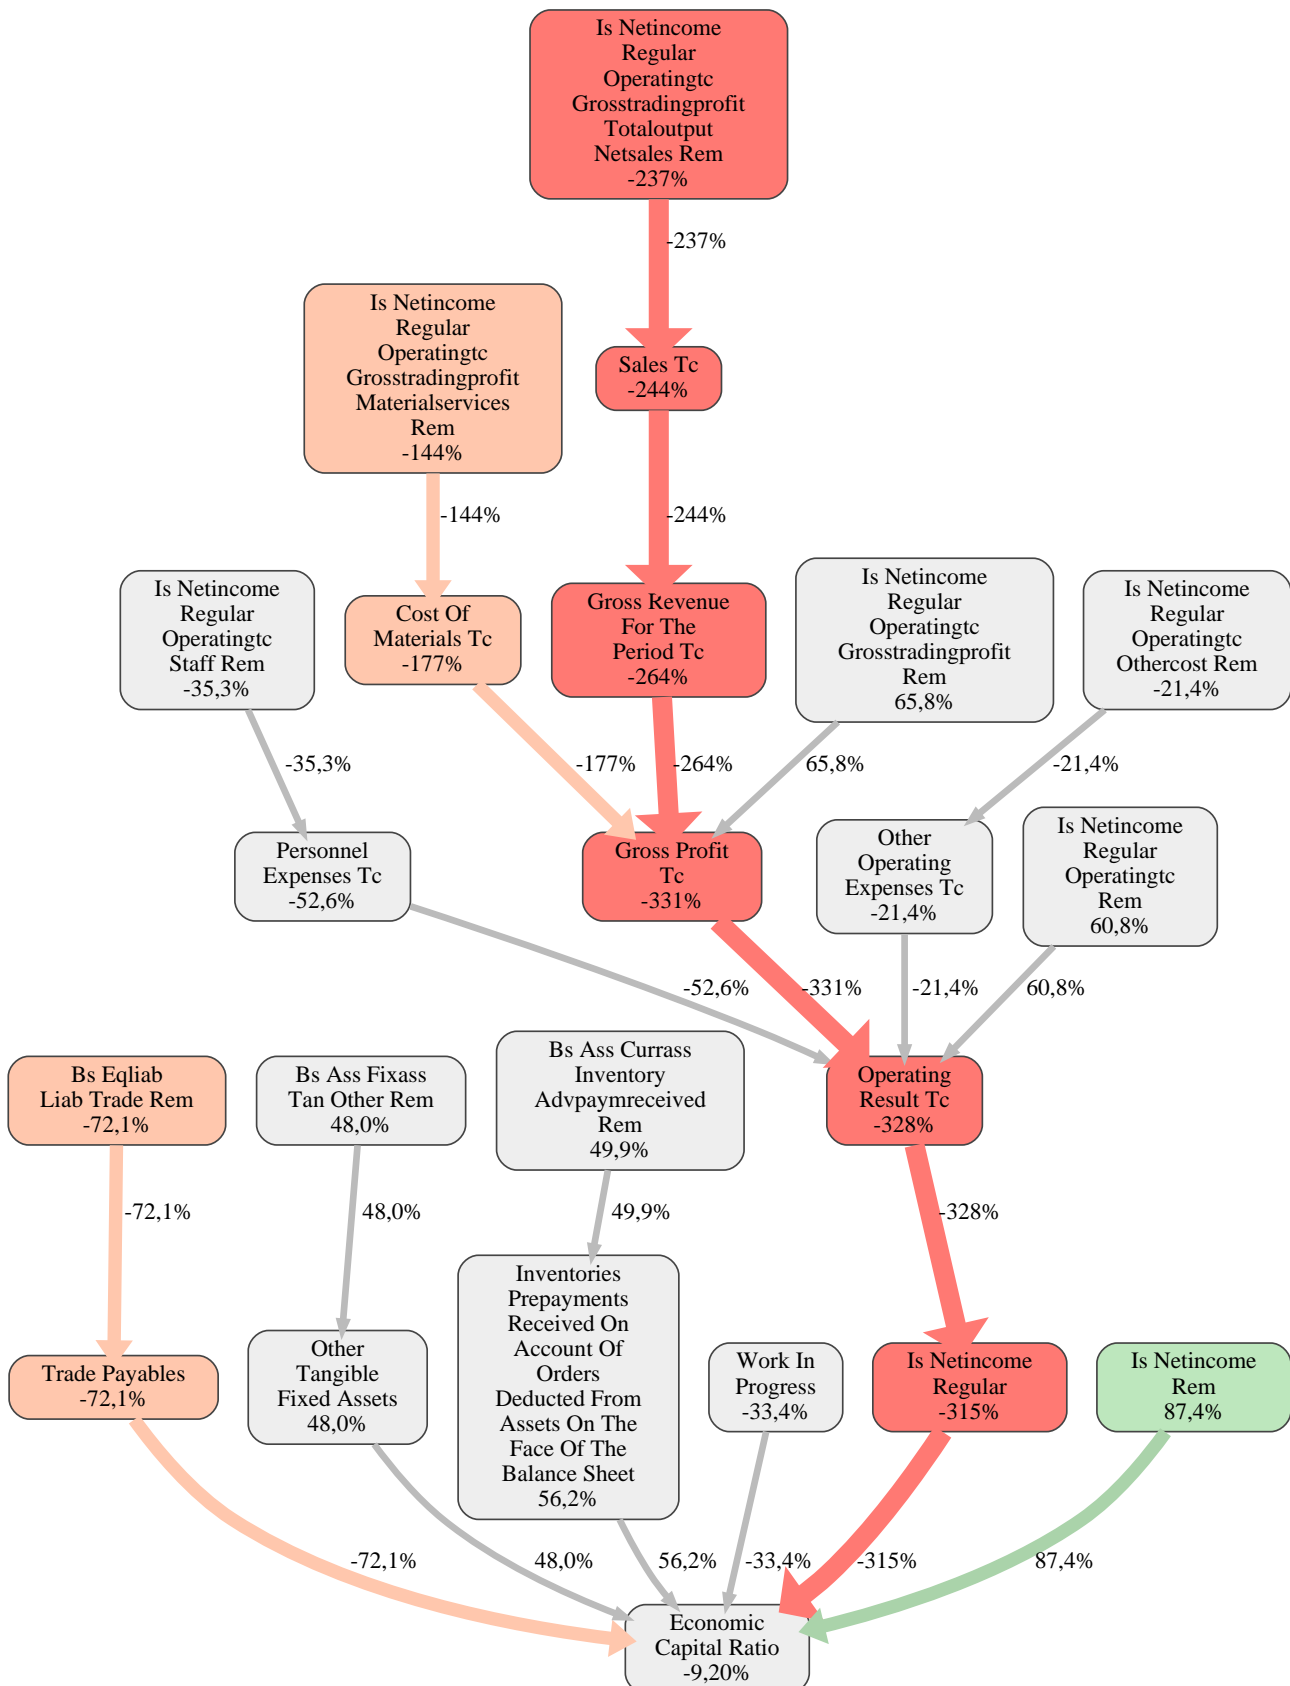 Is Netincome
Regular
Operatingtc
Grosstradingprofit
Totaloutput
Netsales Rem
-237%
-237%
Is Netincome
Regular
Operatingtc
Grosstradingprofit
Materialservices
Rem
-144%
Sales Tc
-244%
-144%
-244%
Is Netincome
Regular
Operatingtc
Staff Rem
-35,3%
Cost Of
Materials Tc
-177%
Gross Revenue
For The
Period Tc
-264%
Is Netincome
Regular
Operatingtc
Grosstradingprofit
Rem
65,8%
Is Netincome
Regular
Operatingtc
Othercost Rem
-21,4%
-35,3%
-177%
-264%
65,8%
-21,4%
Personnel
Expenses Tc
-52,6%
Gross Profit
Tc
-331%
Other
Operating
Expenses Tc
-21,4%
Is Netincome
Regular
Operatingtc
Rem
60,8%
-52,6%
-331%
-21,4%
60,8%
Bs Eqliab
Liab Trade Rem
-72,1%
Bs Ass Fixass
Tan Other Rem
48,0%
Bs Ass Currass
Inventory
Advpaymreceived
Rem
49,9%
Operating
Result Tc
-328%
-72,1%
48,0%
49,9%
-328%
Trade Payables
-72,1%
Other
Tangible
Fixed Assets
48,0%
Inventories
Prepayments
Received On
Account Of
Orders
Deducted From
Assets On The
Face Of The
Balance Sheet
56,2%
Work In
Progress
-33,4%
Is Netincome
Regular
-315%
Is Netincome
Rem
87,4%
-72,1%
48,0%
56,2%
-33,4%
-315%
87,4%
Economic
Capital Ratio
-9,20%